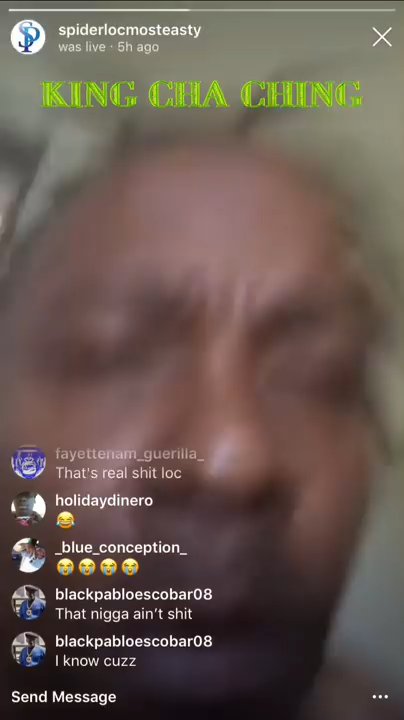 spiderlocmosteasty
was live · 5h ago
KING CHA CHING
fayettenam_guerilla_
That's real shit loc
holidaydinero
😂
_blue_conception_
😂😂😂😂
blackpabloescobar08
That nigga ain't shit
blackpabloescobar08
I know cuzz
Send Message